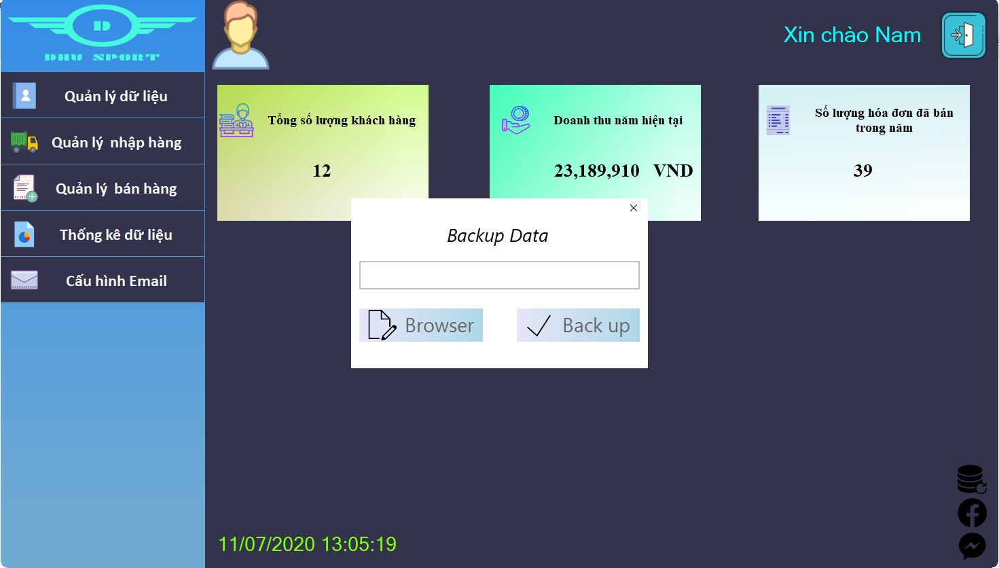 D
DHU SPORT
Xin chào Nam
Quản lý dữ liệu
Quản lý nhập hàng
Quản lý bán hàng
Thống kê dữ liệu
Cấu hình Email
Tổng số lượng khách hàng
12
Doanh thu năm hiện tại
23,189,910 VND
Số lượng hóa đơn đã bán
trong năm
39
Backup Data
Browser
Back up
11/07/2020 13:05:19